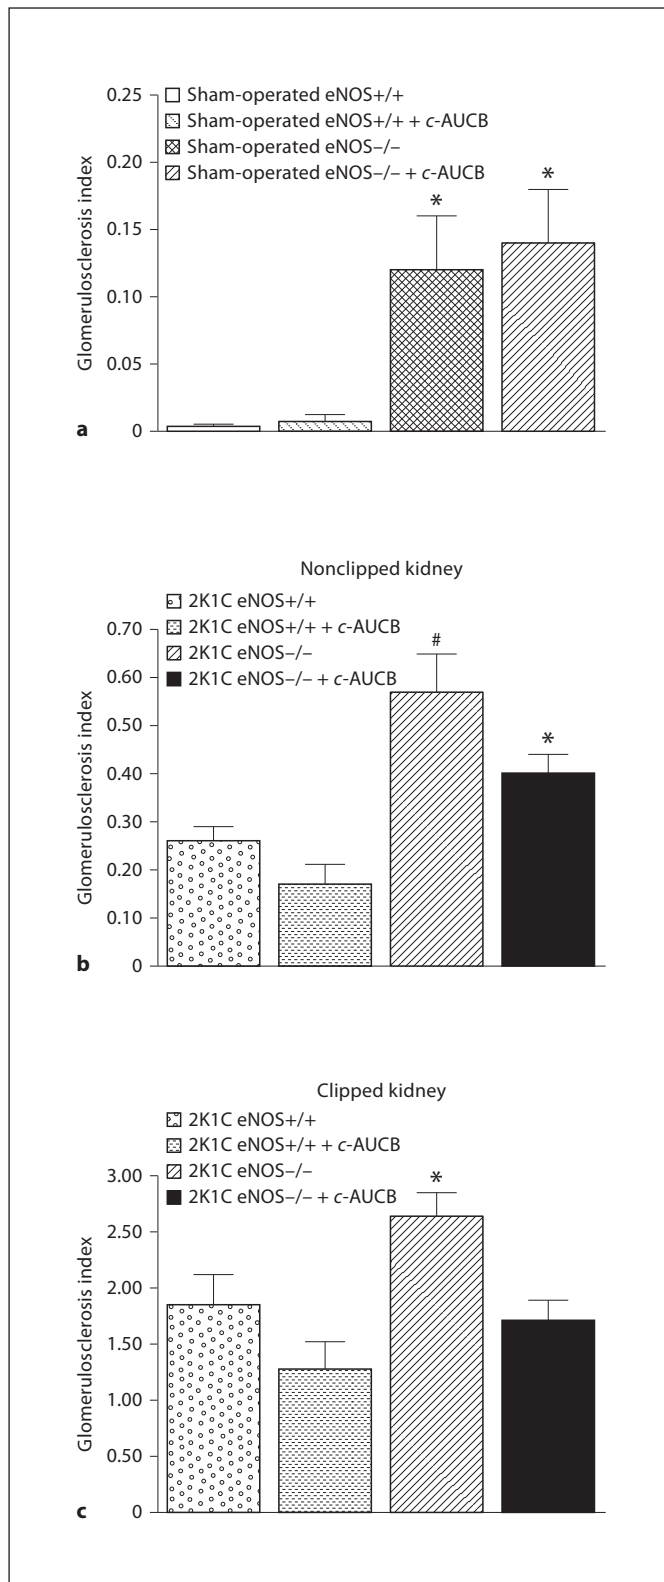 0.25
0.20
0.15
0.10
0.05
0
Glomerulosclerosis index
Sham-operated eNOS+/+
Sham-operated eNOS+/+ + c-AUCB
Sham-operated eNOS–/–
Sham-operated eNOS–/– + c-AUCB
*
*
a
Nonclipped kidney
2K1C eNOS+/+
2K1C eNOS+/+ + c-AUCB
2K1C eNOS–/–
2K1C eNOS–/– + c-AUCB
0.70
0.60
0.50
0.40
0.30
0.20
0.10
0
Glomerulosclerosis index
#
*
b
Clipped kidney
2K1C eNOS+/+
2K1C eNOS+/+ + c-AUCB
2K1C eNOS–/–
2K1C eNOS–/– + c-AUCB
3.00
2.50
2.00
1.50
1.00
0.50
0
Glomerulosclerosis index
*
c